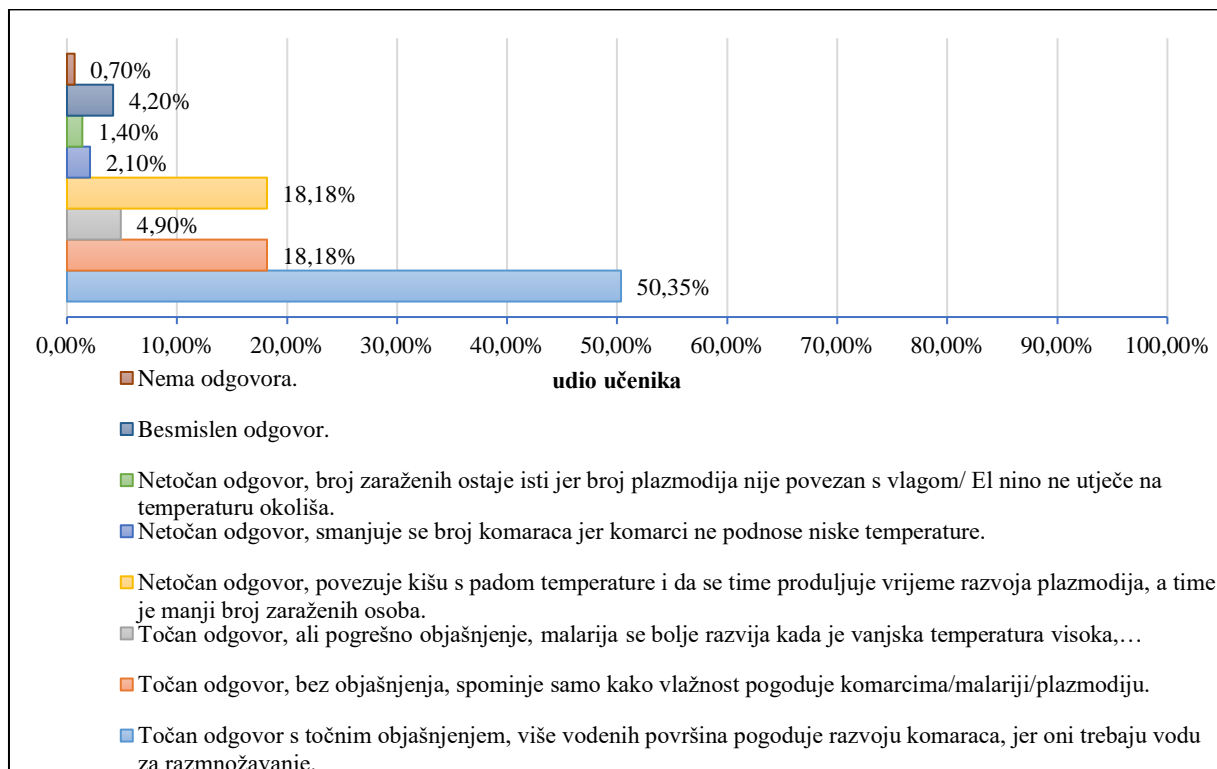 0,70%
4,20%
1,40%
2,10%
18,18%
4,90%
18,18%
50,35%
0,00% 10,00% 20,00% 30,00% 40,00% 50,00% 60,00% 70,00% 80,00% 90,00% 100,00%
udio učenika
Nema odgovora.
Besmislen odgovor.
Netočan odgovor, broj zaraženih ostaje isti jer broj plazmodija nije povezan s vlagom/ El nino ne utječe na
temperaturu okoliša.
Netočan odgovor, smanjuje se broj komaraca jer komarci ne podnose niske temperature.
Netočan odgovor, povezuje kišu s padom temperature i da se time produljuje vrijeme razvoja plazmodija, a time
je manji broj zaraženih osoba.
Točan odgovor, ali pogrešno objašnjenje, malarija se bolje razvija kada je vanjska temperatura visoka,…
Točan odgovor, bez objašnjenja, spominje samo kako vlažnost pogoduje komarcima/malariji/plazmodiju.
Točan odgovor s točnim objašnjenjem, više vodenih površina pogoduje razvoju komaraca, jer oni trebaju vodu
za razmnožavanje.